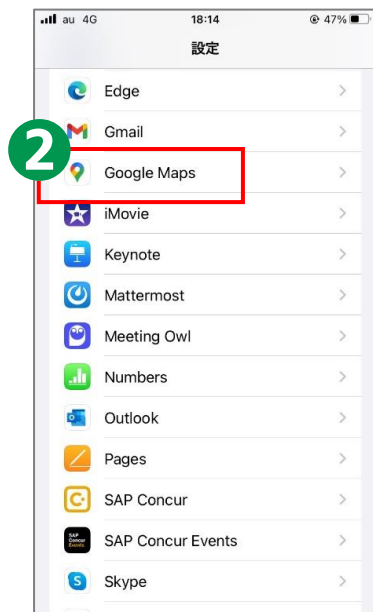 au 4G 18:14 47%
設定
Edge
Gmail
2
Google Maps
iMovie
Keynote
Mattermost
Meeting Owl
Numbers
Outlook
Pages
SAP Concur
SAP Concur Events
Skype